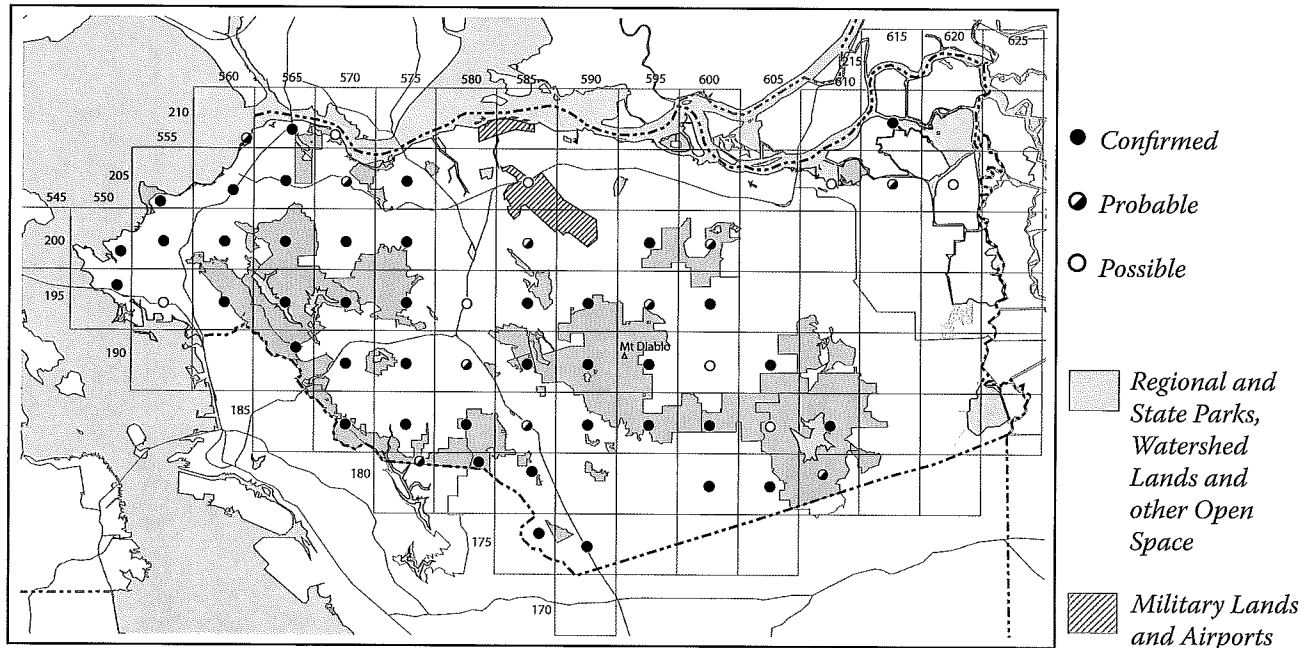 615 620 625
560 565 570 575 580 585 590 595 600 605 215 610
210
555
205
545 550
200
195
190
Mt Diablo
185
180
175
170
Confirmed
Probable
Possible
Regional and
State Parks,
Watershed
Lands and
other Open
Space
Military Lands
and Airports